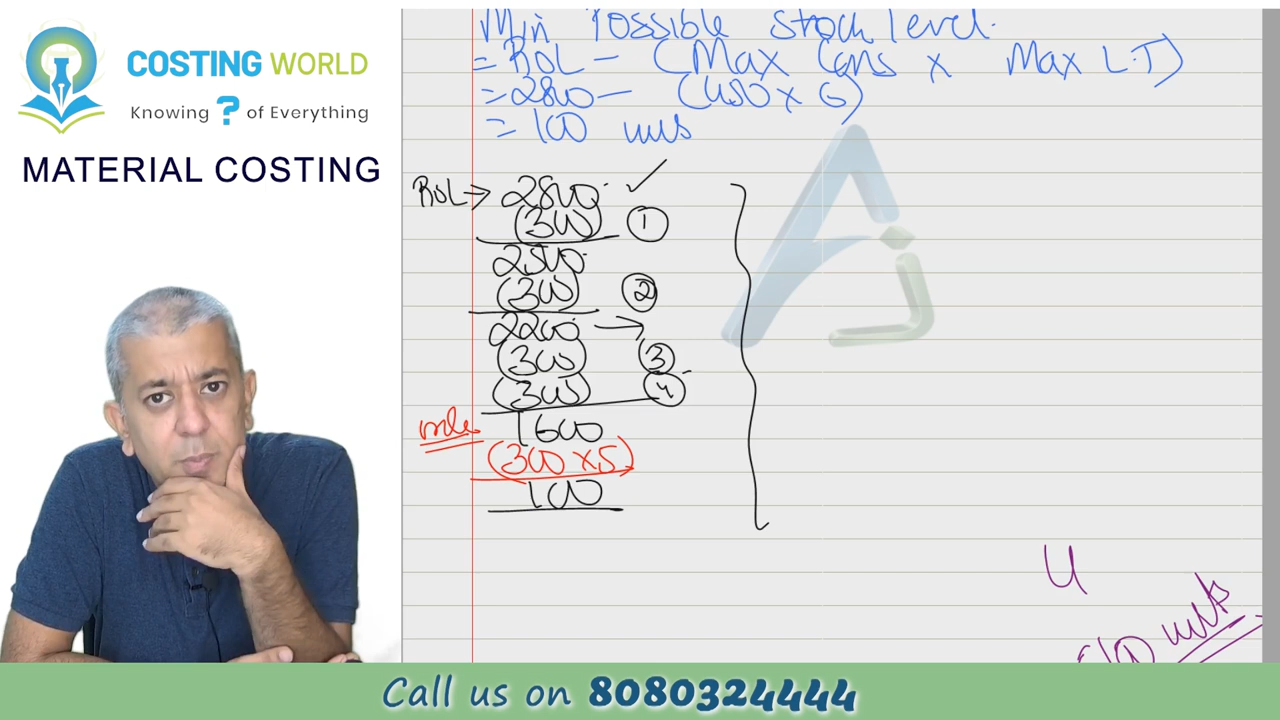 COSTING WORLD
Knowing ? of Everything
MATERIAL COSTING
Min Possible Stock level.
= ROL - (Max Cons x Max L.T)
= 2800 - (450 x 6)
= 100 units
ROL → 2800
(300) 1
2500
(300) 2
2200 →
(300) 3
(300) 4
1600
(300 x 5)
100
4
units
Call us on 8080324444